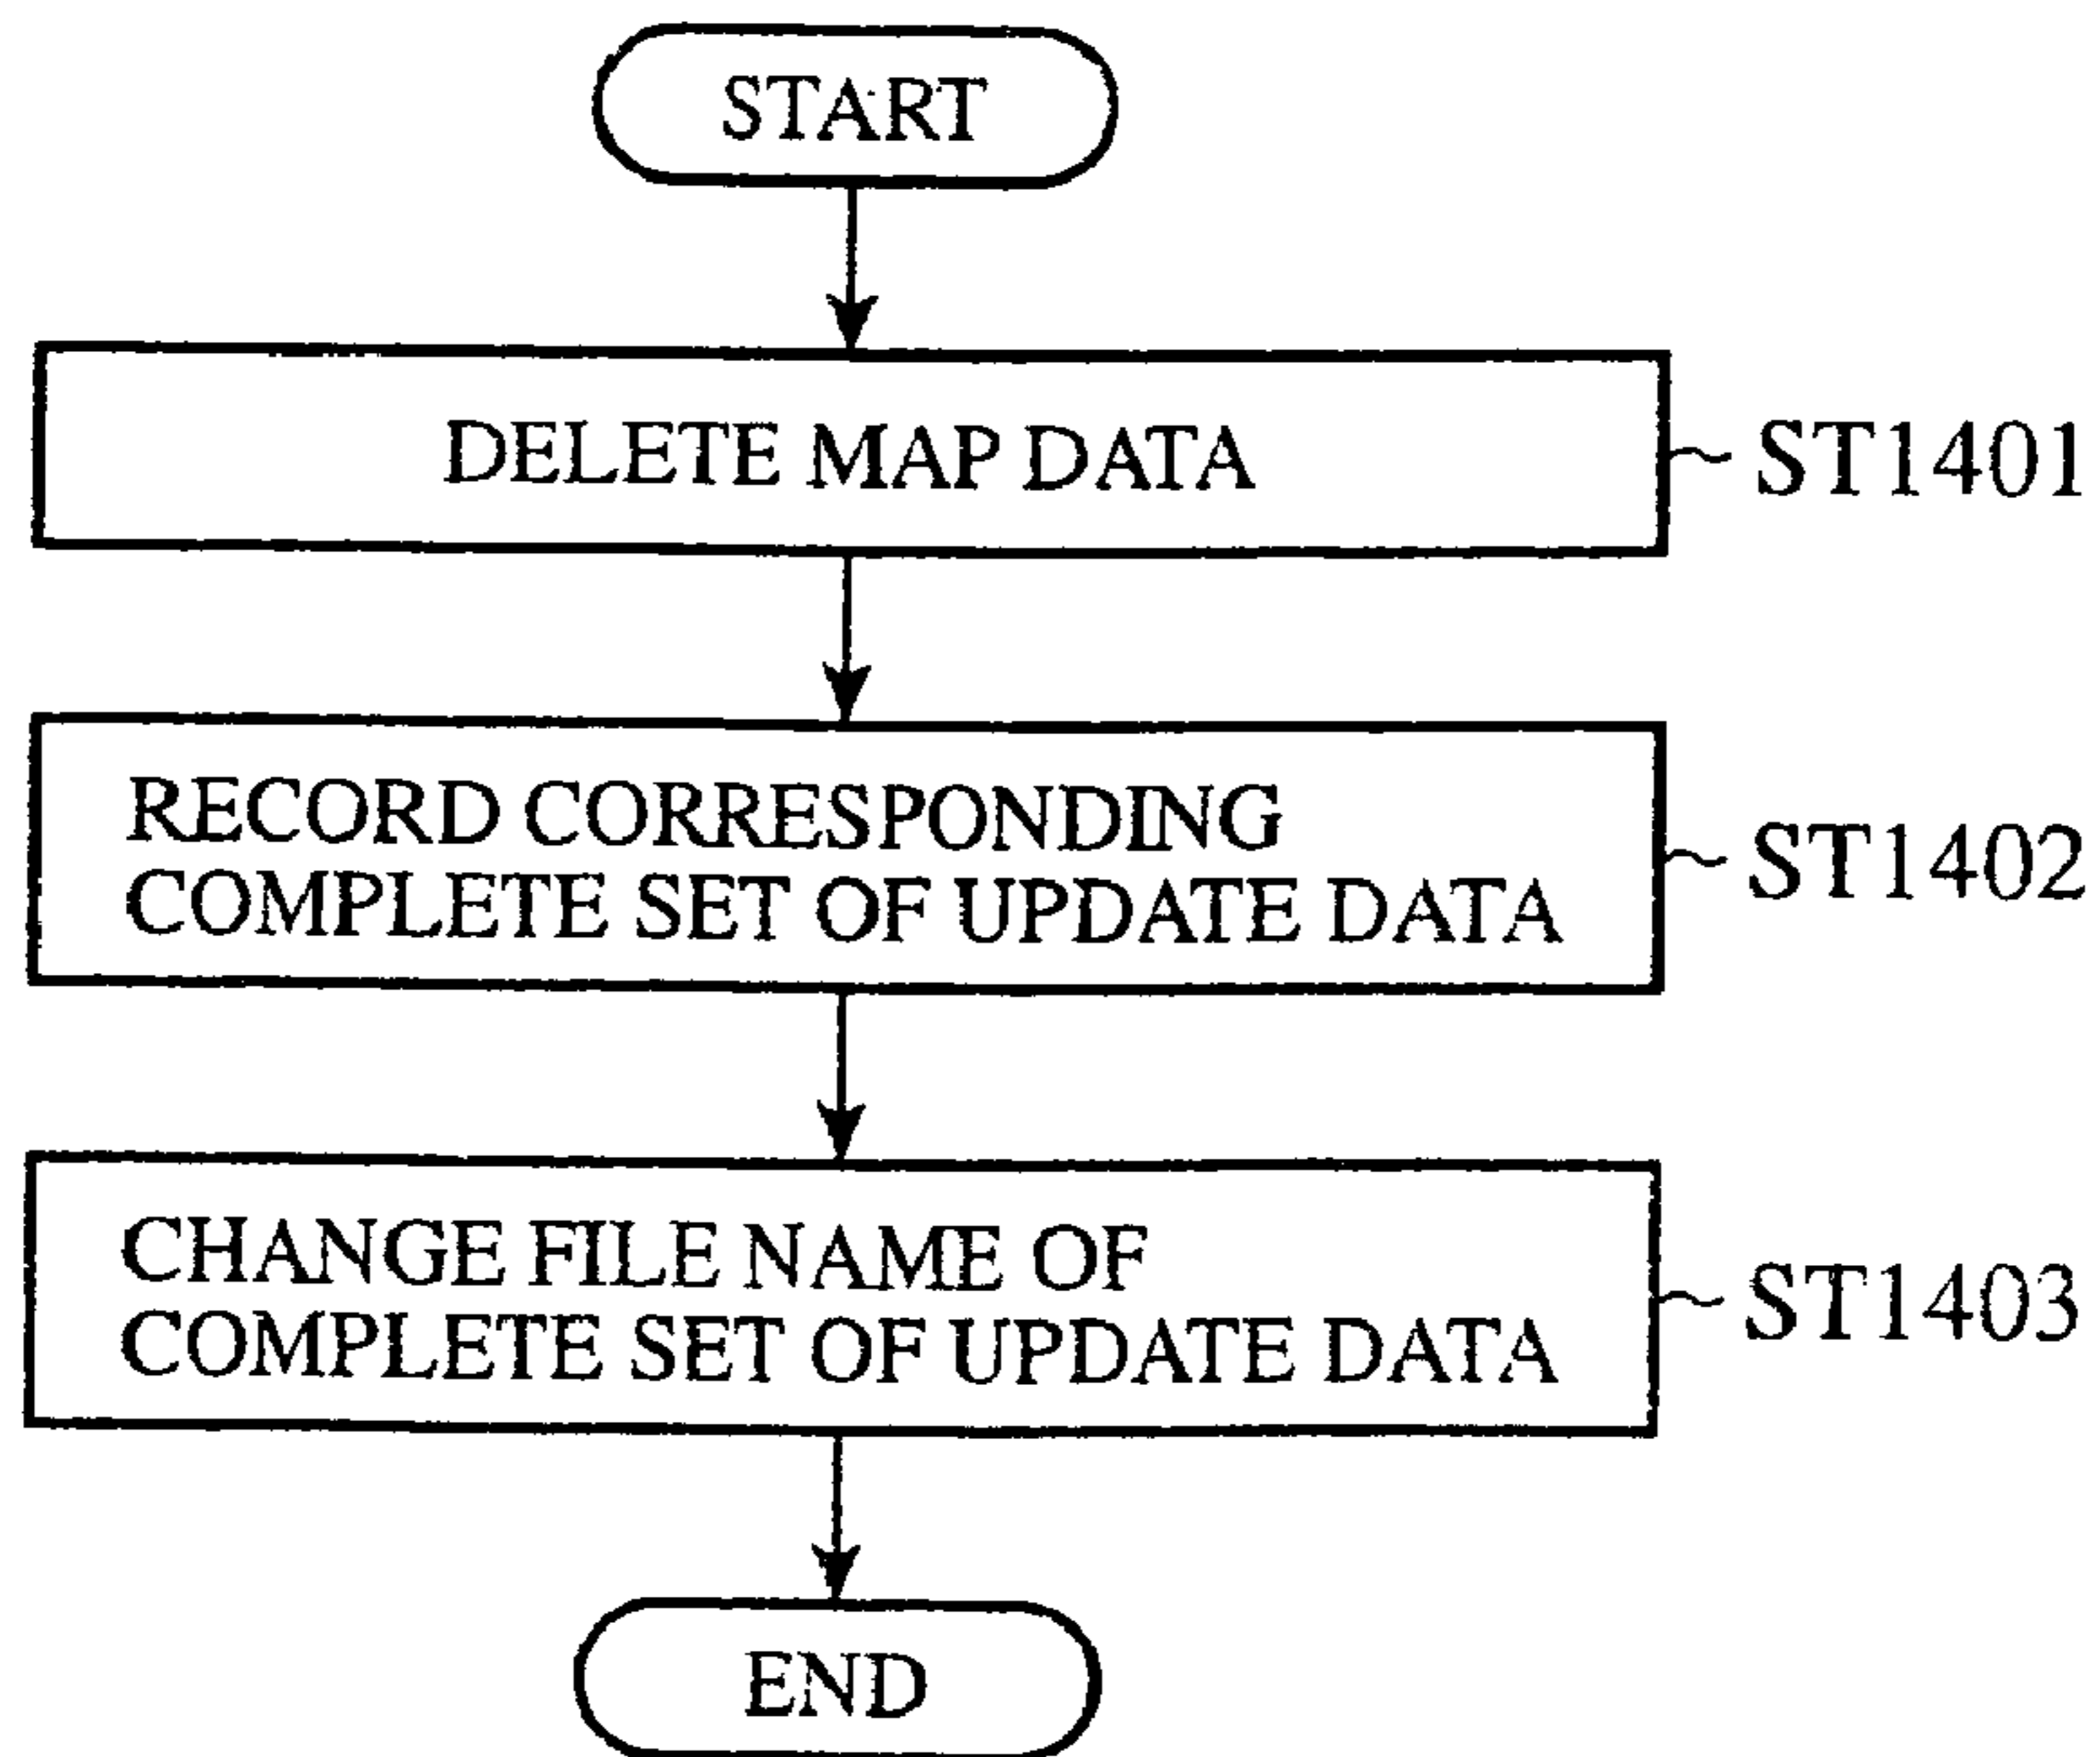 START
DELETE MAP DATA
ST1401
RECORD CORRESPONDING
COMPLETE SET OF UPDATE DATA
ST1402
CHANGE FILE NAME OF
COMPLETE SET OF UPDATE DATA
ST1403
END